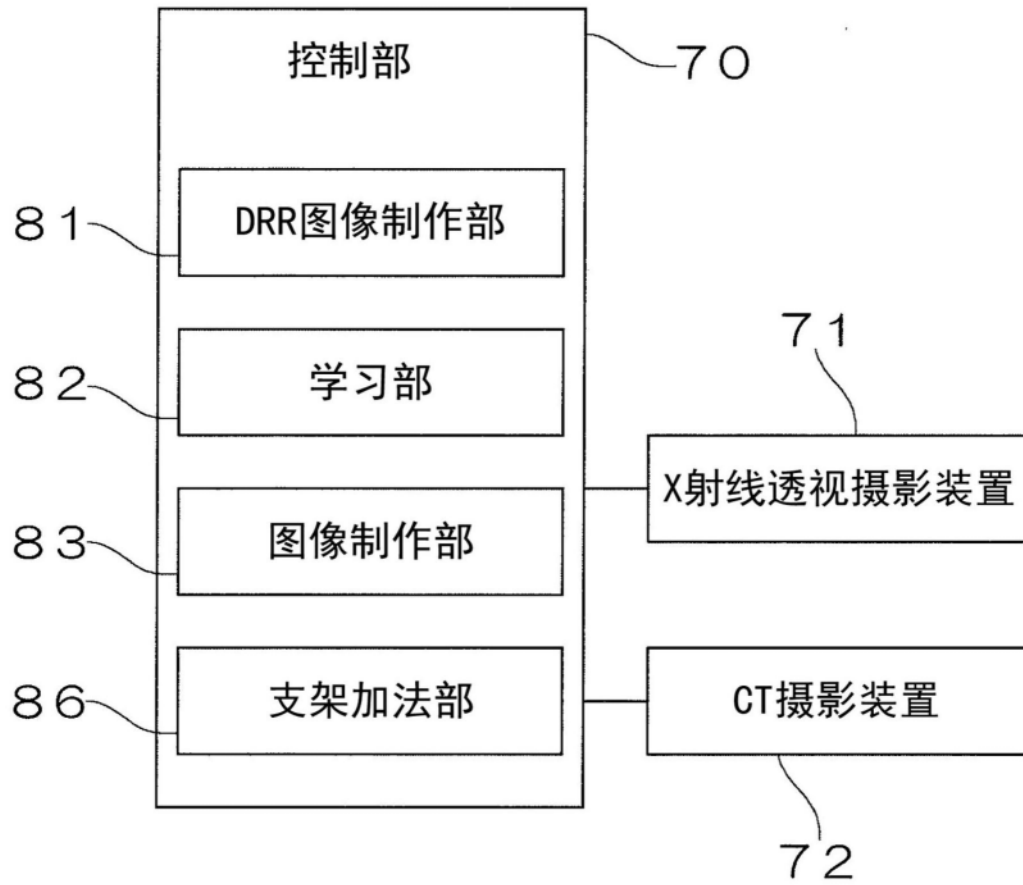 控制部
70
81
DRR图像制作部
82
学习部
71
X射线透视摄影装置
83
图像制作部
86
支架加法部
CT摄影装置
72